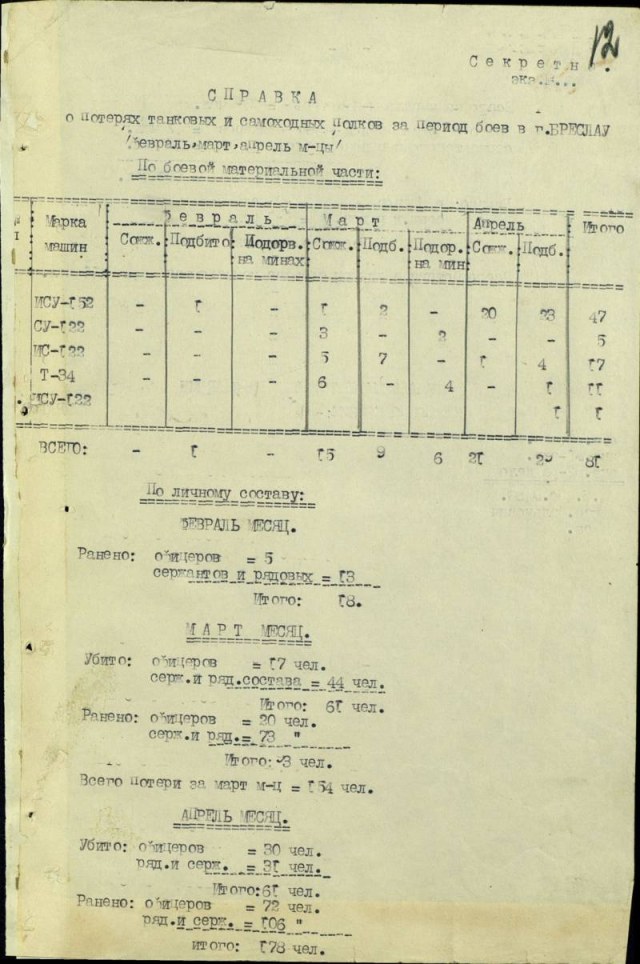 12
Секретн.
экз.№...
СПРАВКА
о потерях танковых и самоходных полков за период боев в г.БРЕСЛАУ
/февраль,март,апрель м-цы/
По боевой материальной части:
Марка машин | Февраль | Март | Апрель | Итого
Сожж. | Подбито | Подорв. на минах | Сожж. | Подб. | Подор. на мин | Сожж. | Подб.
ИСУ-152 - 1 - 1 2 - 20 23 47
СУ-122 - - - 3 - 2 - - 5
ИС-122 - - - 5 7 - 1 4 17
Т-34 - - - 6 - 4 - 1 11
ИСУ-122 1 1
ВСЕГО: - 1 - 15 9 6 21 29 81
По личному составу:
ФЕВРАЛЬ МЕСЯЦ.
Ранено: офицеров = 5
сержантов и рядовых = 13
Итого: 18.
МАРТ МЕСЯЦ.
Убито: офицеров = 17 чел.
серж.и ряд.состава = 44 чел.
Итого: 61 чел.
Ранено: офицеров = 20 чел.
серж.и ряд.= 73 "
Итого: 3 чел.
Всего потери за март м-ц = 154 чел.
АПРЕЛЬ МЕСЯЦ.
Убито: офицеров = 30 чел.
ряд.и серж. = 31 чел.
Итого:61 чел.
Ранено: офицеров = 72 чел.
ряд.и серж. = 106 "
итого: 178 чел.